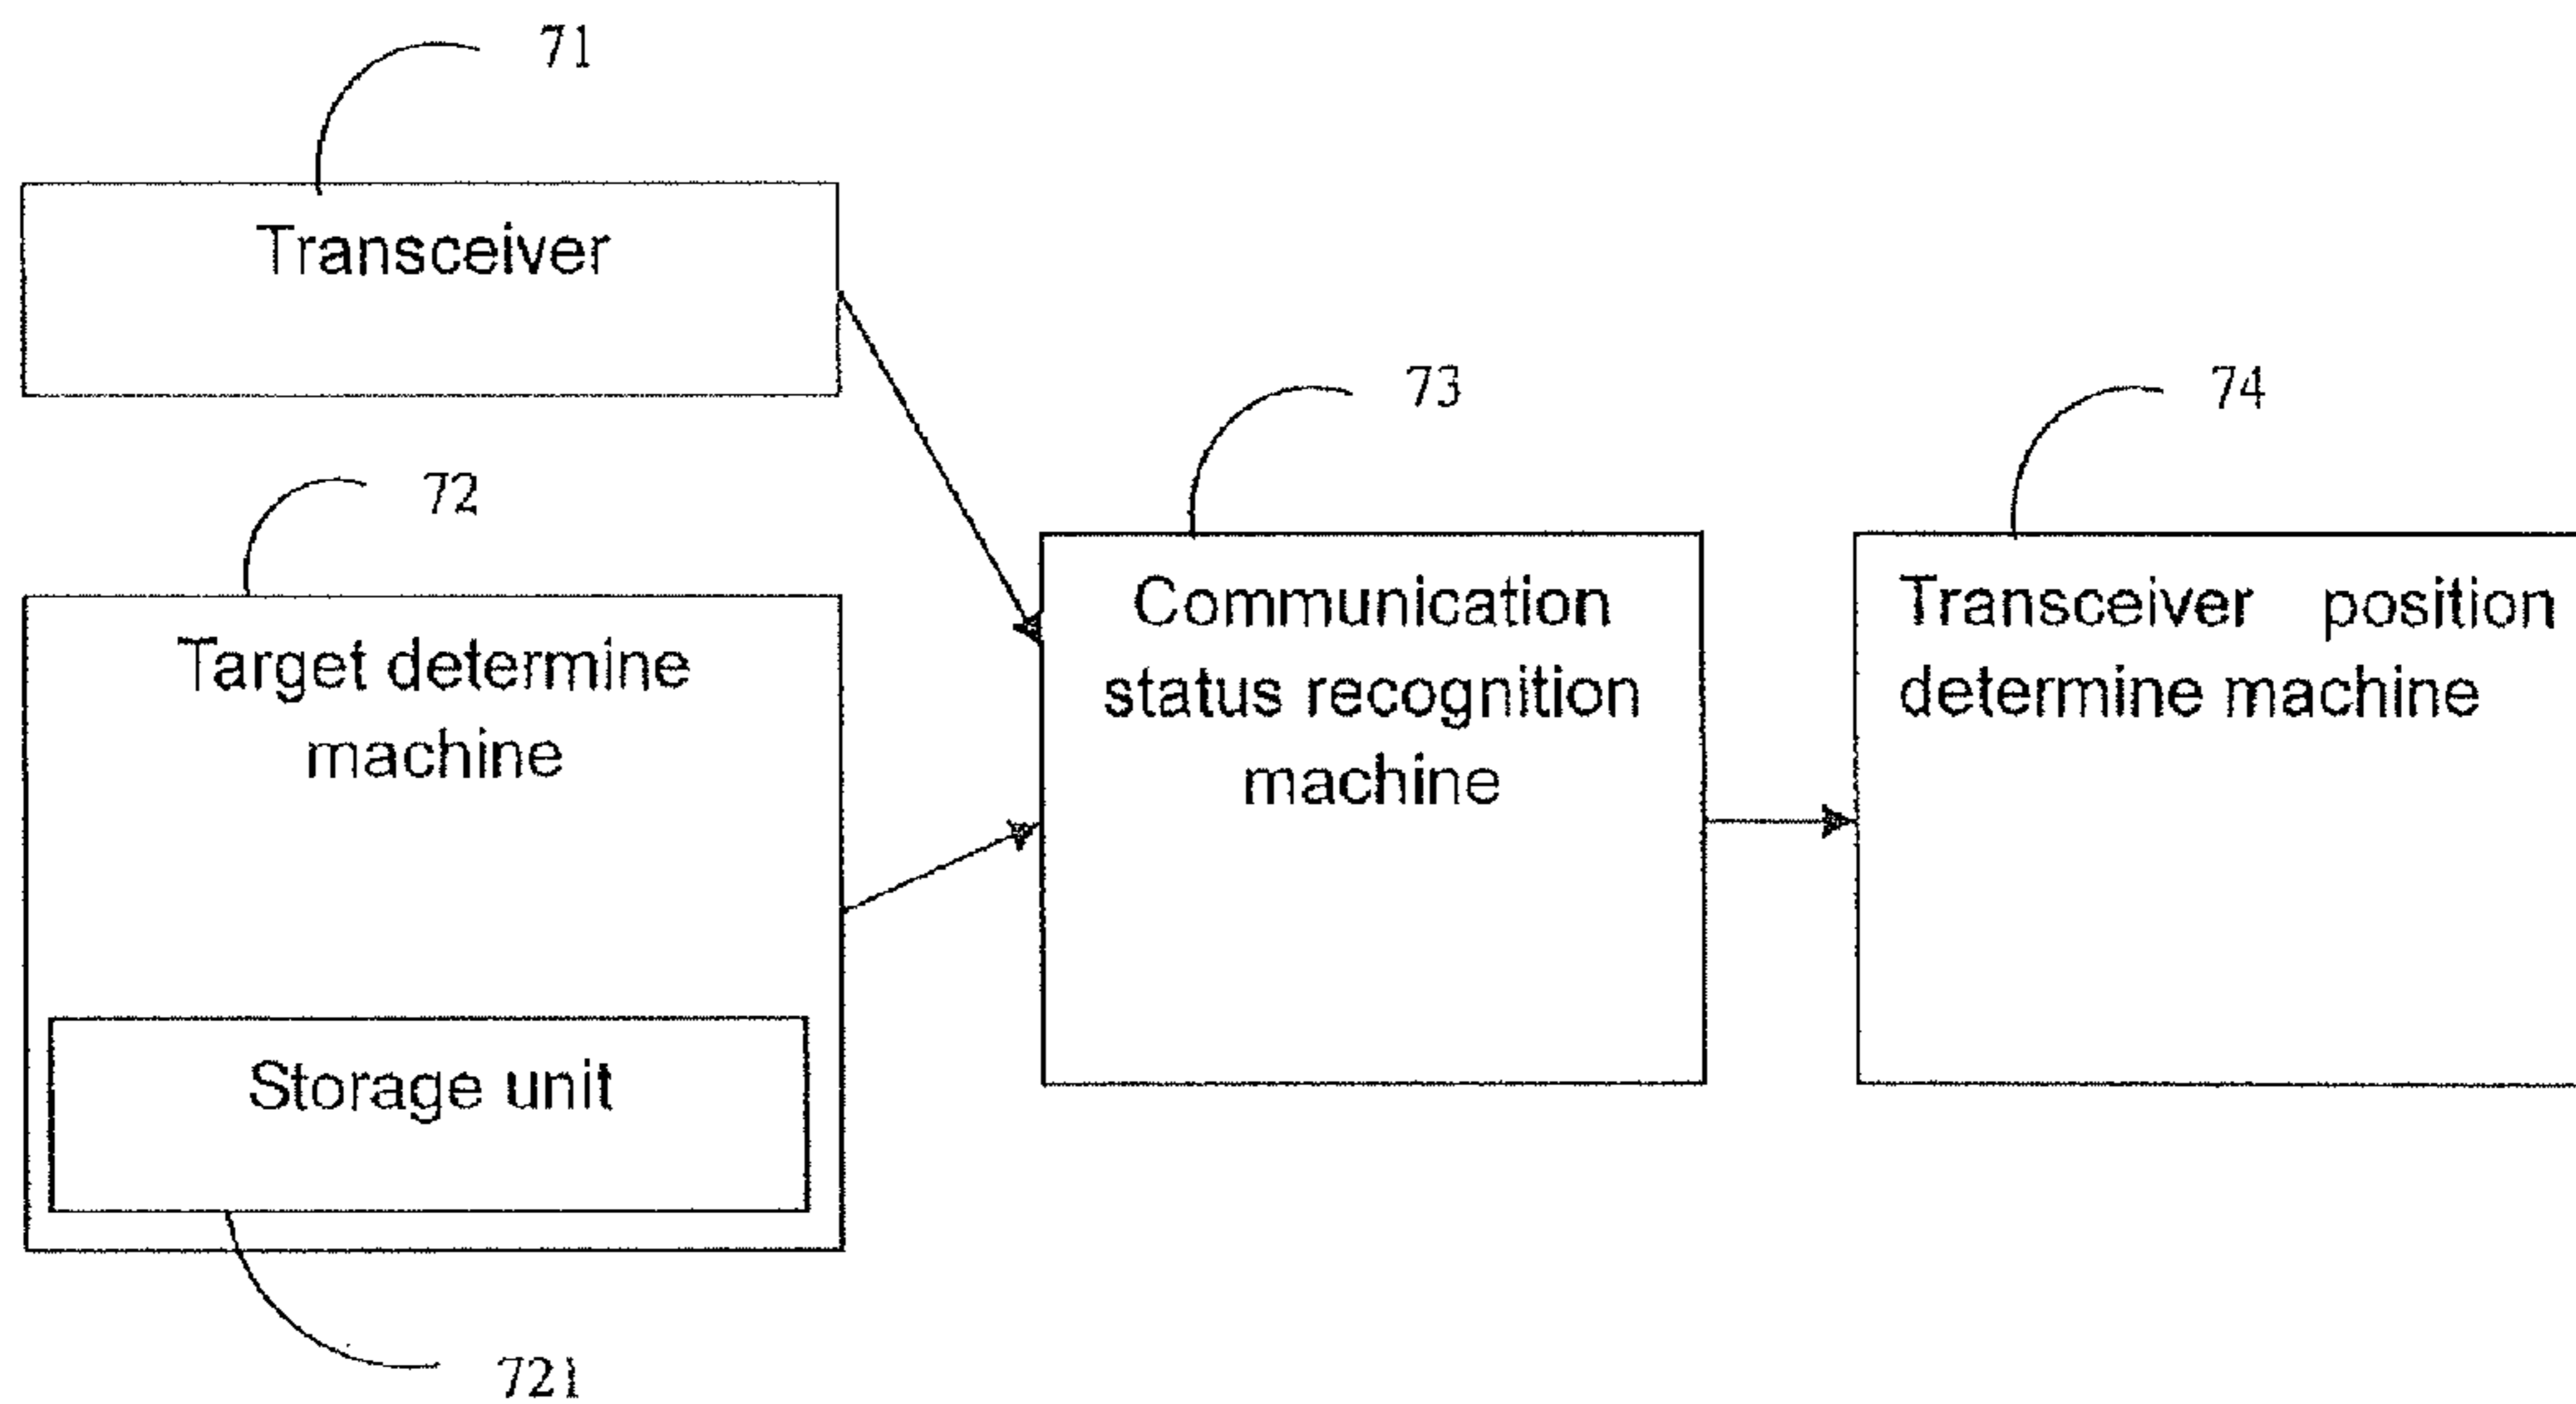 71
Transceiver
72
Target determine
machine
Storage unit
721
73
Communication
status recognition
machine
74
Transceiver position
determine machine